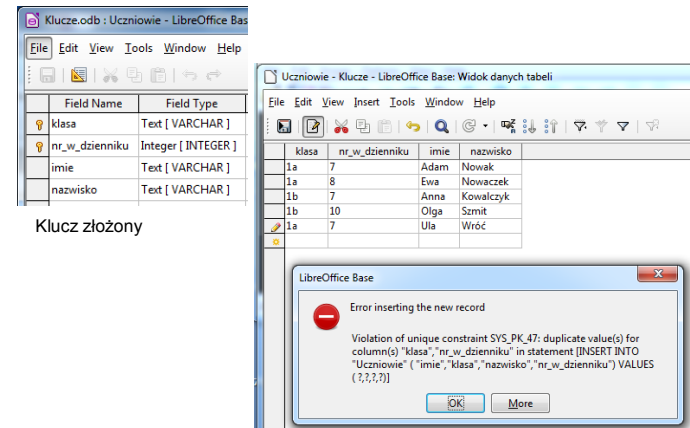 Klucze.odb : Uczniowie - LibreOffice Bas
File Edit View Tools Window Help
Field Name Field Type
klasa Text [ VARCHAR ]
nr_w_dzienniku Integer [ INTEGER ]
imie Text [ VARCHAR ]
nazwisko Text [ VARCHAR ]
Klucz złożony
Uczniowie - Klucze - LibreOffice Base: Widok danych tabeli
File Edit View Insert Tools Window Help
klasa nr_w_dzienniku imie nazwisko
1a 7 Adam Nowak
1a 8 Ewa Nowaczek
1b 7 Anna Kowalczyk
1b 10 Olga Szmit
1a 7 Ula Wróć
LibreOffice Base
Error inserting the new record
Violation of unique constraint SYS_PK_47: duplicate value(s) for
column(s) "klasa","nr_w_dzienniku" in statement [INSERT INTO
"Uczniowie" ( "imie","klasa","nazwisko","nr_w_dzienniku") VALUES
( ?,?,?,?)]
OK More